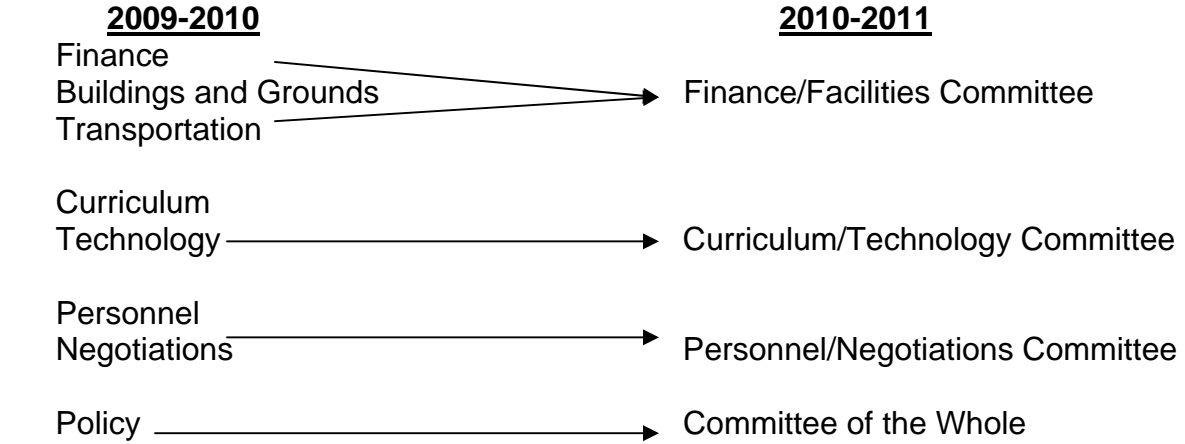 2009-2010 2010-2011
Finance
Buildings and Grounds Finance/Facilities Committee
Transportation
Curriculum
Technology Curriculum/Technology Committee
Personnel
Negotiations Personnel/Negotiations Committee
Policy Committee of the Whole